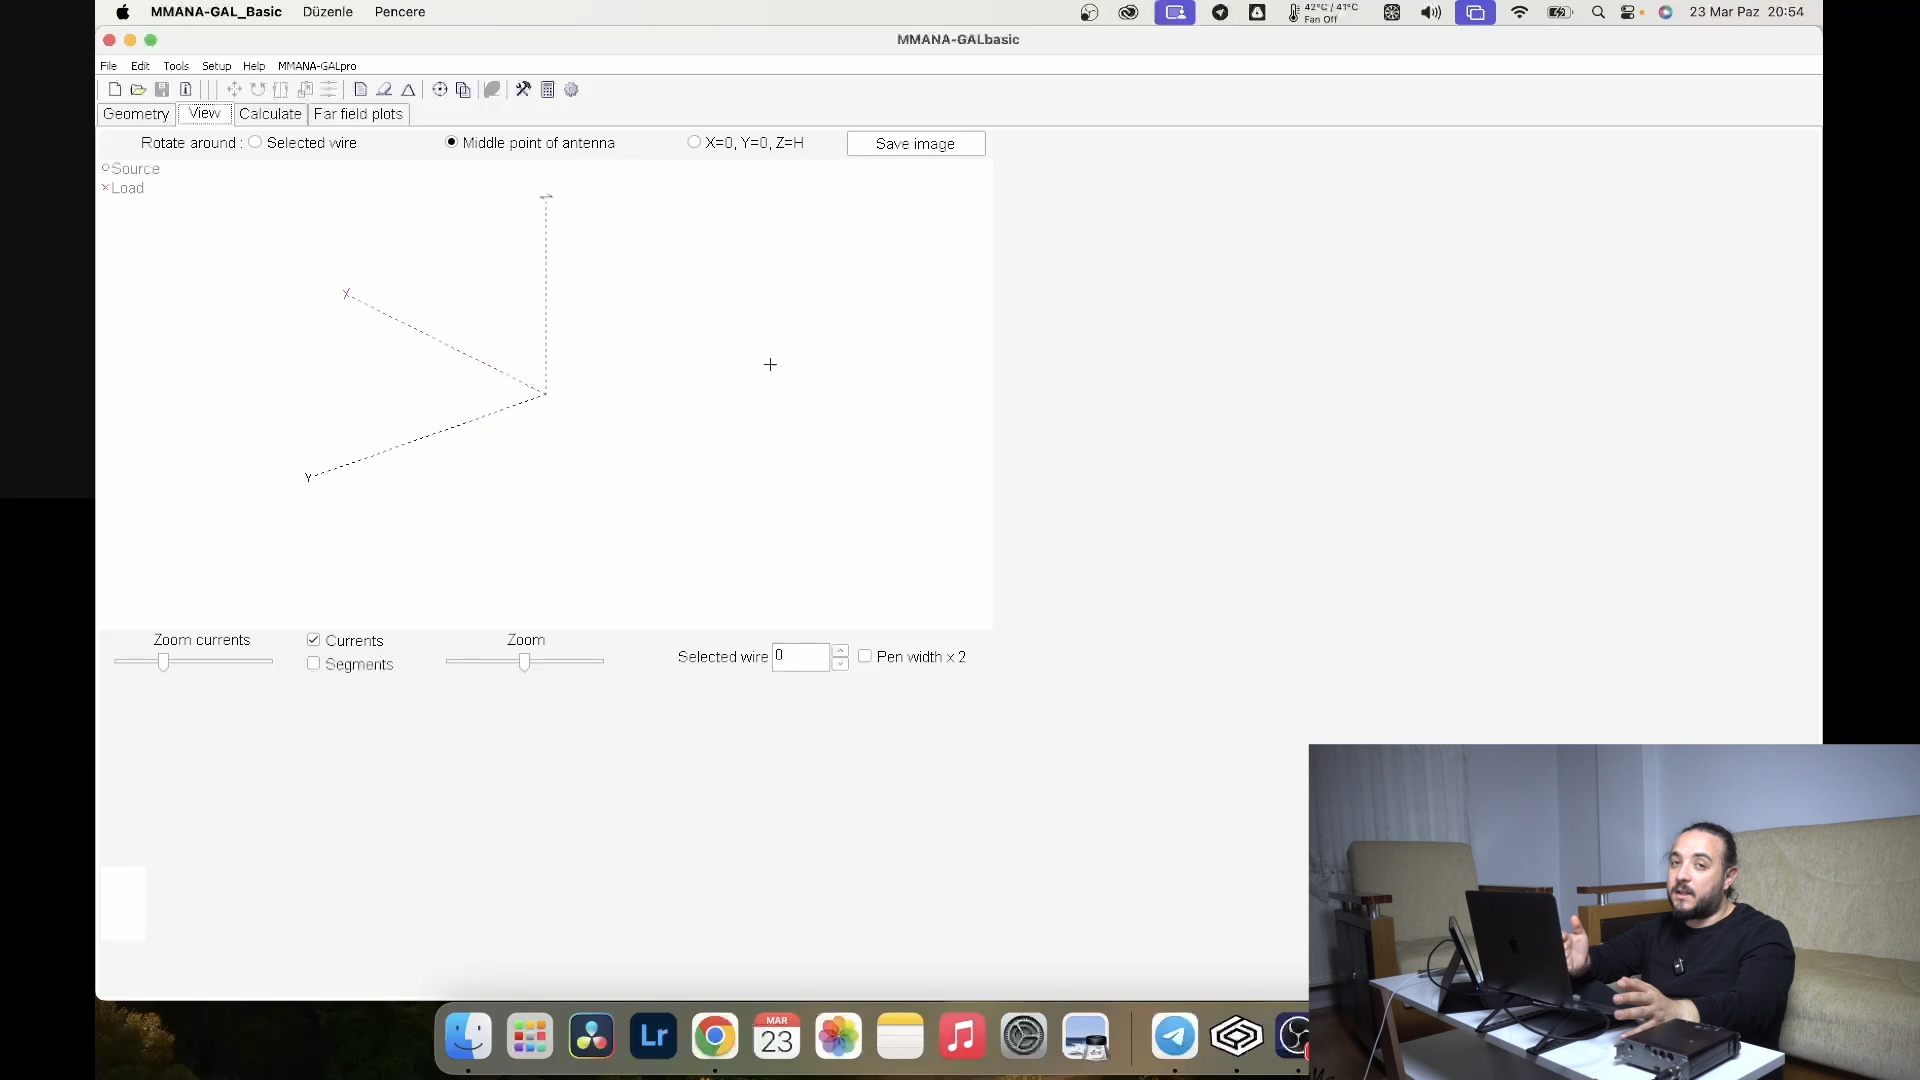 MMANA-GAL_Basic Düzenle Pencere
42°C / 41°C
Fan Off
23 Mar Paz 20:54
MMANA-GALbasic
File Edit Tools Setup Help MMANA-GALpro
Geometry View Calculate Far field plots
Rotate around : Selected wire Middle point of antenna X=0, Y=0, Z=H Save image
Source
Load
Z
X
Y
Zoom currents Currents Zoom
Segments
Selected wire 0 Pen width x 2
Lr
MAR
23